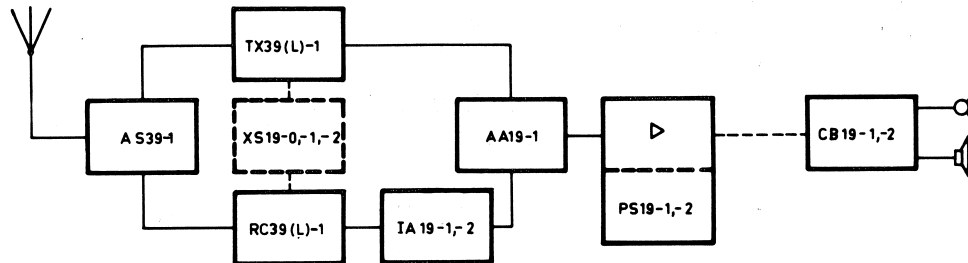 TX39(L)-1
AS39-1
XS19-0,-1,-2
AA19-1
CB19-1,-2
PS19-1,-2
RC39(L)-1
IA19-1,-2